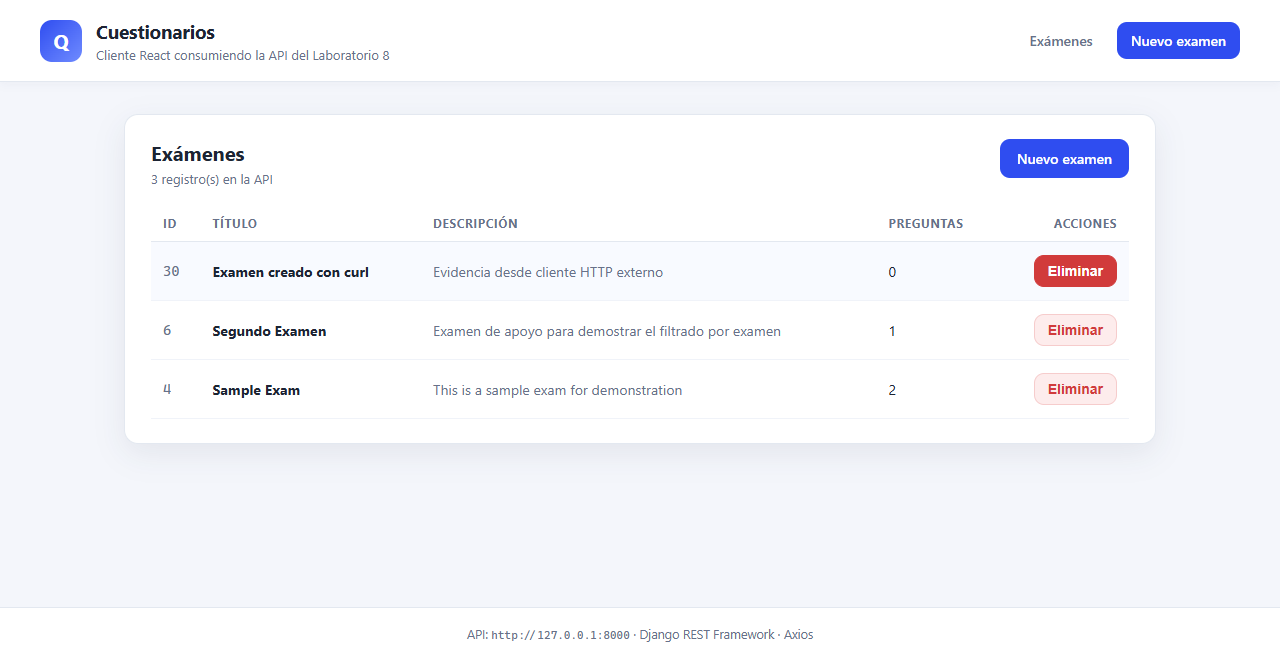 Q
Cuestionarios
Cliente React consumiendo la API del Laboratorio 8
Exámenes
Nuevo examen
Exámenes
3 registro(s) en la API
Nuevo examen
ID TÍTULO DESCRIPCIÓN PREGUNTAS ACCIONES
30 Examen creado con curl Evidencia desde cliente HTTP externo 0 Eliminar
6 Segundo Examen Examen de apoyo para demostrar el filtrado por examen 1 Eliminar
4 Sample Exam This is a sample exam for demonstration 2 Eliminar
API: http://127.0.0.1:8000 · Django REST Framework · Axios